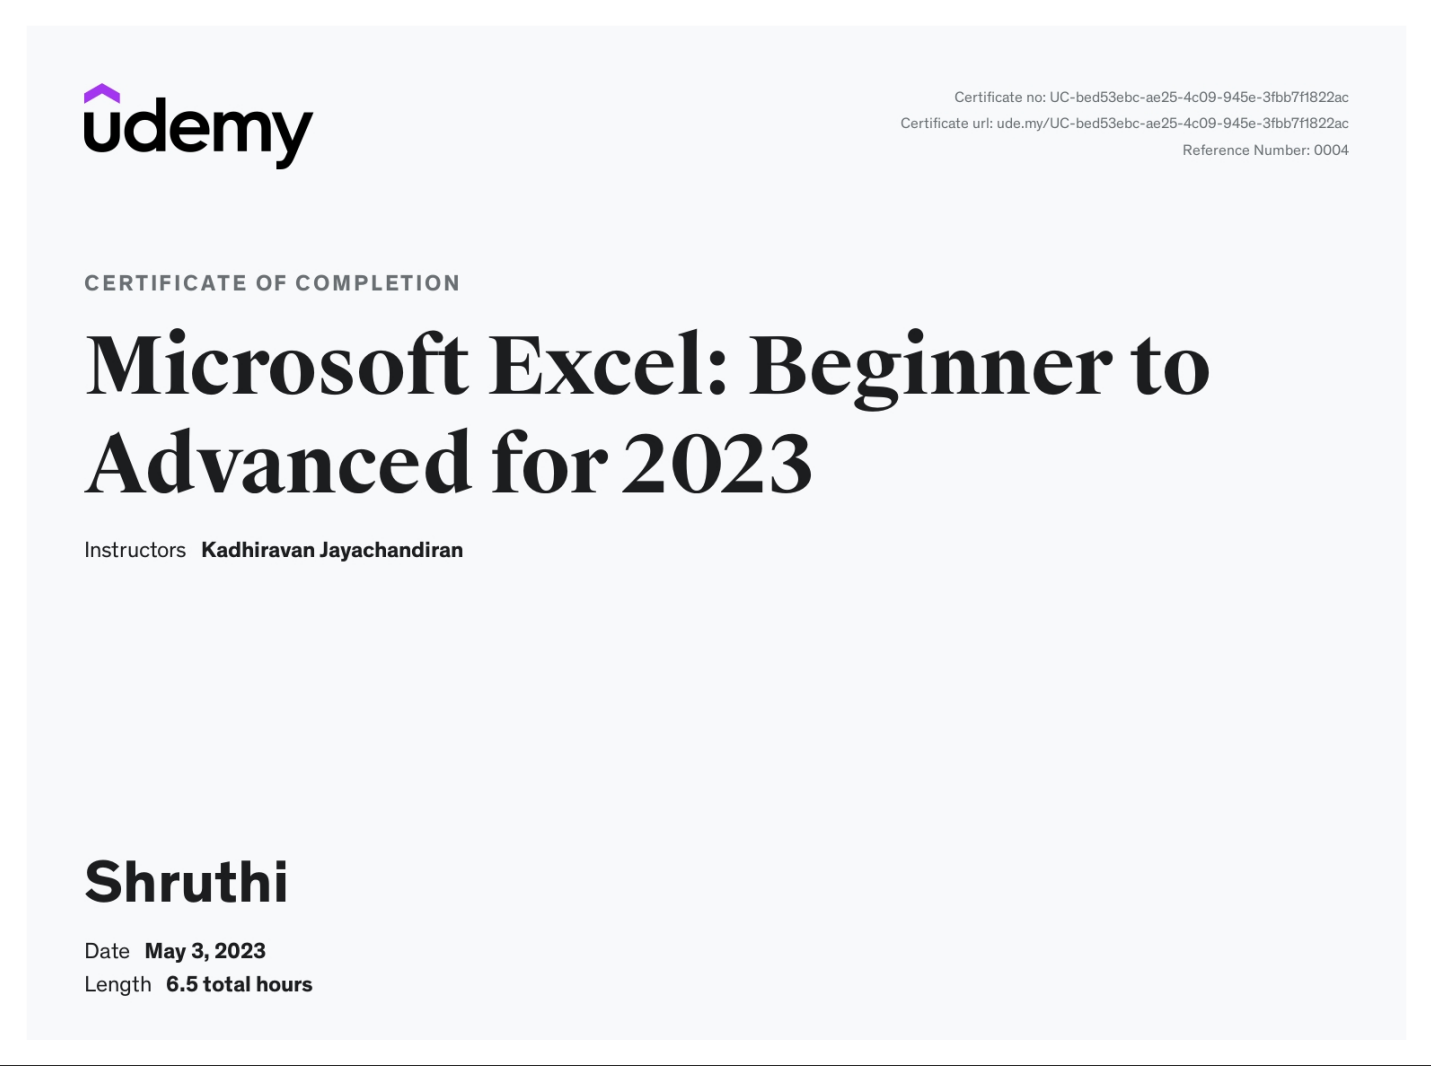 udemy
Certificate no: UC-bed53ebc-ae25-4c09-945e-3fbb7f1822ac
Certificate url: ude.my/UC-bed53ebc-ae25-4c09-945e-3fbb7f1822ac
Reference Number: 0004
CERTIFICATE OF COMPLETION
Microsoft Excel: Beginner to
Advanced for 2023
Instructors Kadhiravan Jayachandiran
Shruthi
Date May 3, 2023
Length 6.5 total hours